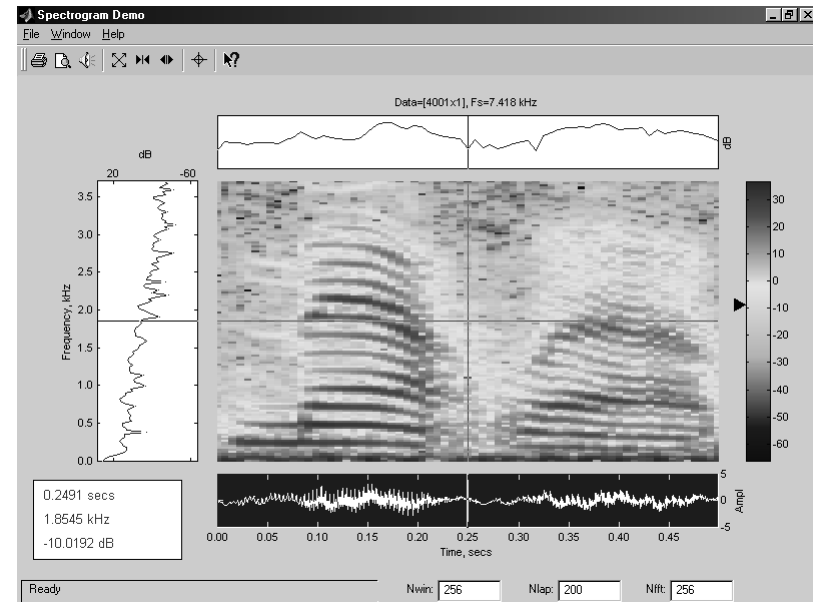 Spectrogram Demo
File Window Help
Data=[4001x1], Fs=7.418 kHz
dB
dB
20 -60
3.5
3.0
2.5
2.0
1.5
1.0
0.5
0.0
Frequency, kHz
30
20
10
0
-10
-20
-30
-40
-50
-60
5
0
-5
Ampl
0.00 0.05 0.10 0.15 0.20 0.25 0.30 0.35 0.40 0.45
Time, secs
0.2491 secs
1.8545 kHz
-10.0192 dB
Ready Nwin: 256 Nlap: 200 Nfft: 256